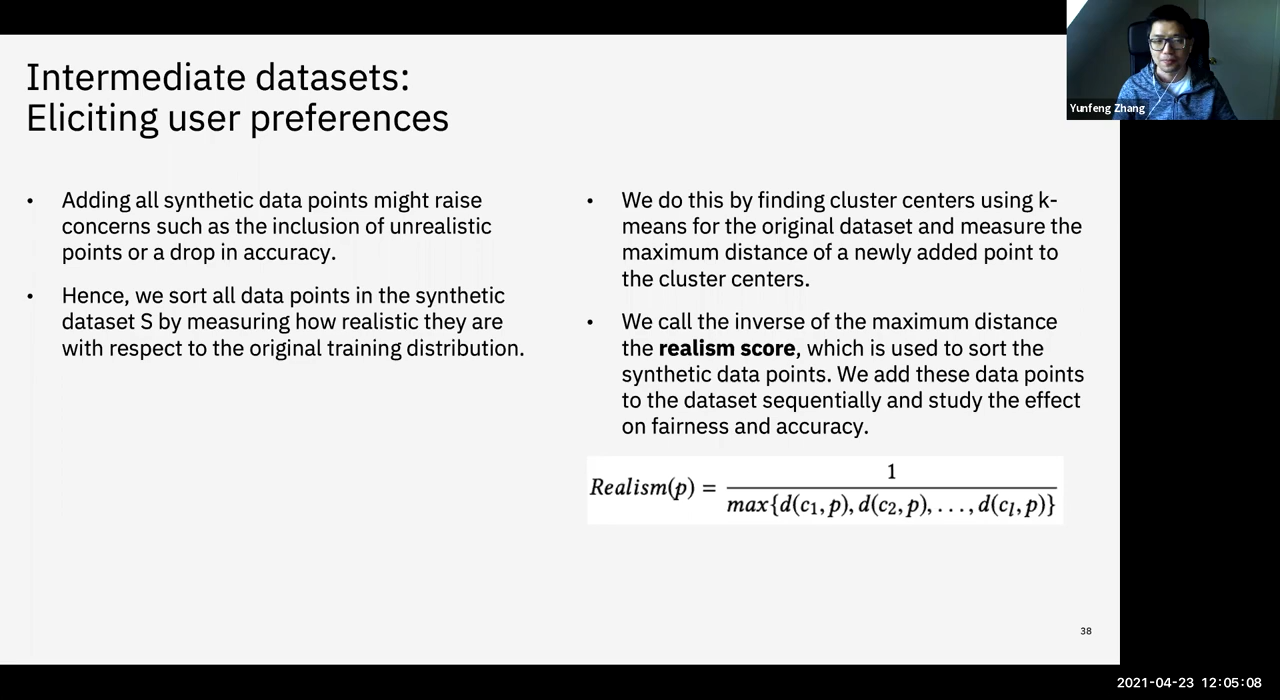 Intermediate datasets:
Eliciting user preferences
Yunfeng Zhang
• Adding all synthetic data points might raise
concerns such as the inclusion of unrealistic
points or a drop in accuracy.
• Hence, we sort all data points in the synthetic
dataset S by measuring how realistic they are
with respect to the original training distribution.
• We do this by finding cluster centers using k-
means for the original dataset and measure the
maximum distance of a newly added point to
the cluster centers.
• We call the inverse of the maximum distance
the realism score, which is used to sort the
synthetic data points. We add these data points
to the dataset sequentially and study the effect
on fairness and accuracy.
Realism(p) = 1
max{d(c₁, p), d(c₂, p), . . . , d(cₗ, p)}
38
2021-04-23 12:05:08